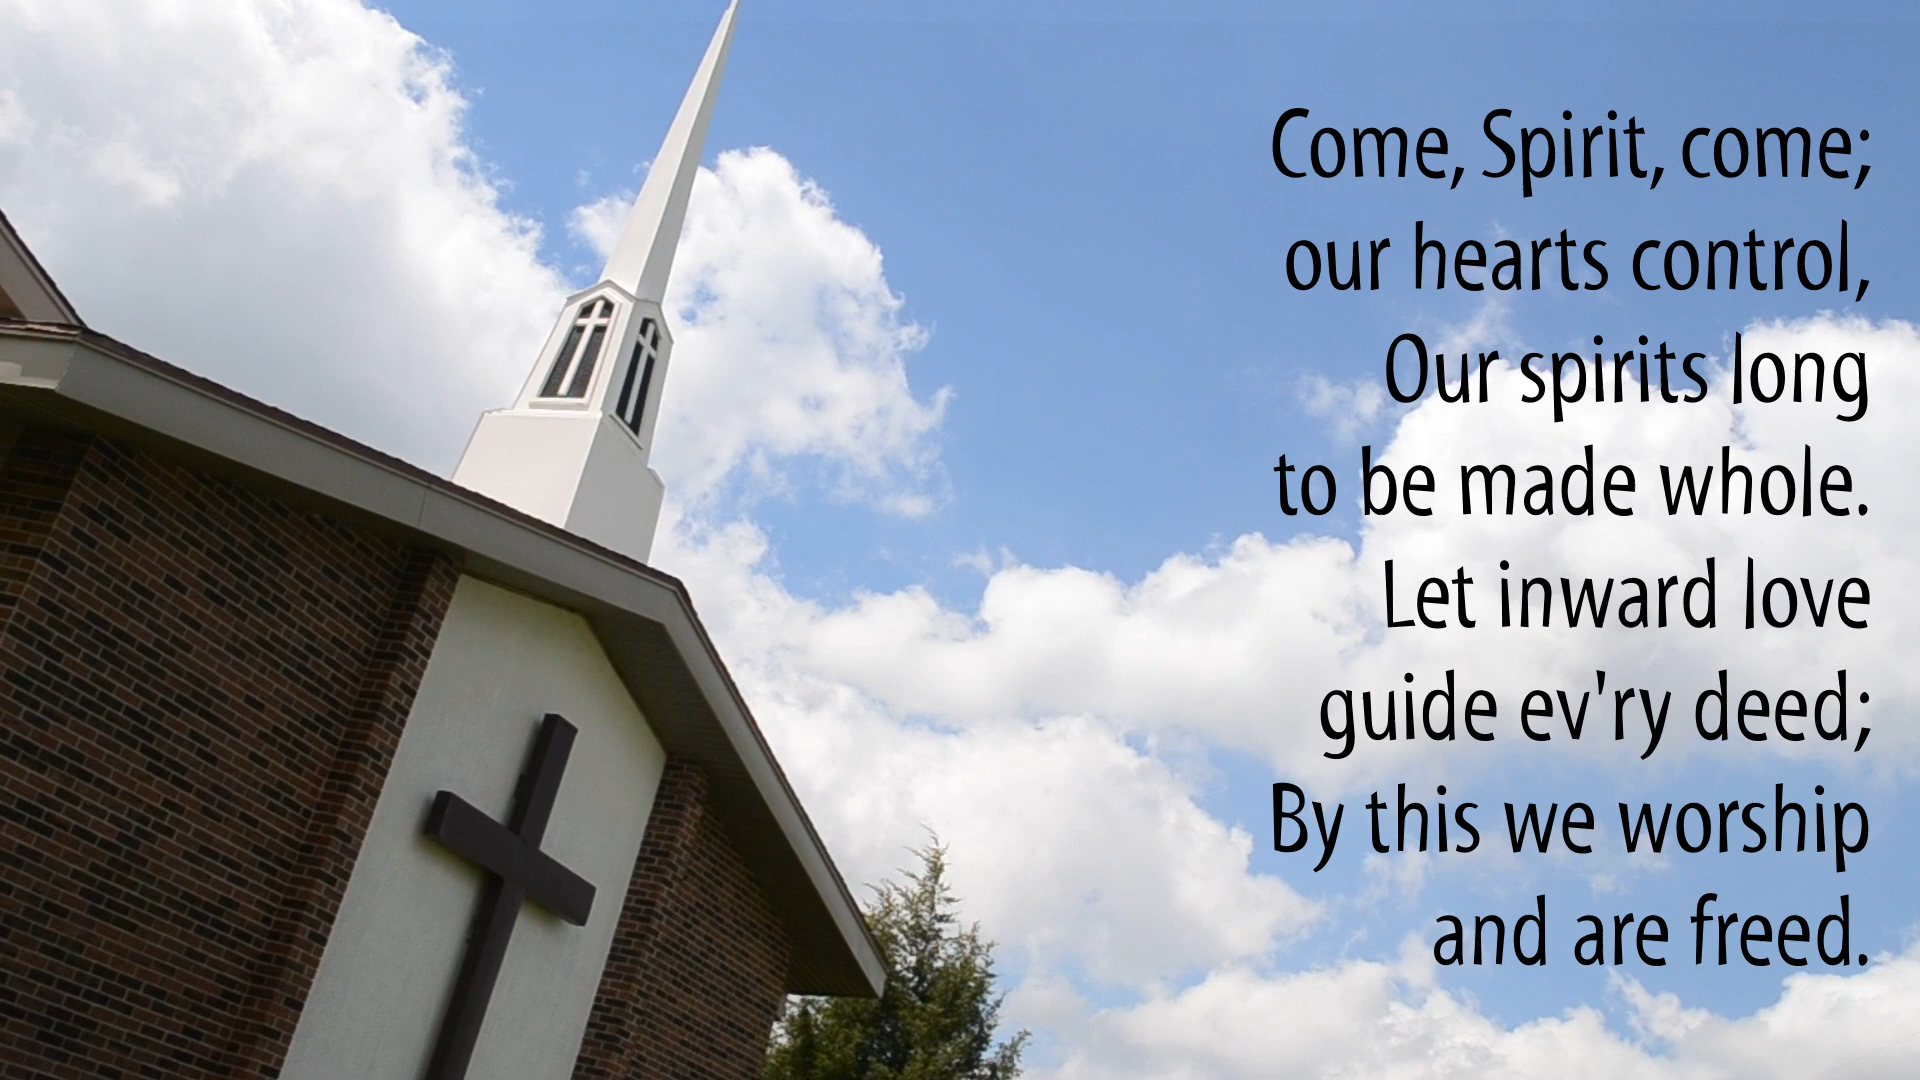 Come, Spirit, come;
our hearts control,
Our spirits long
to be made whole.
Let inward love
guide ev'ry deed;
By this we worship
and are freed.